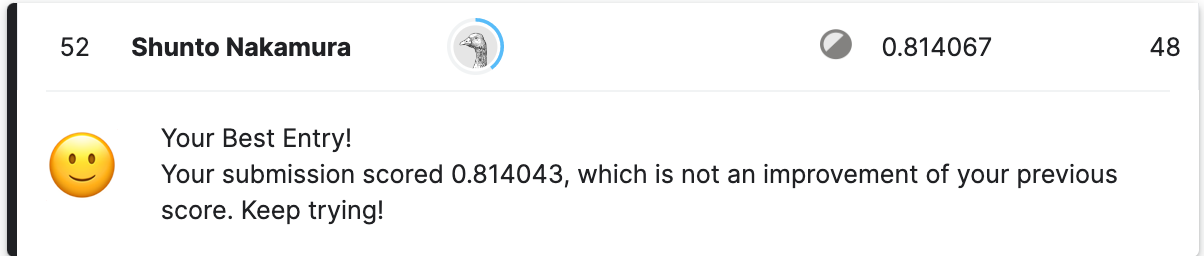 52 Shunto Nakamura 0.814067 48
Your Best Entry!
Your submission scored 0.814043, which is not an improvement of your previous
score. Keep trying!